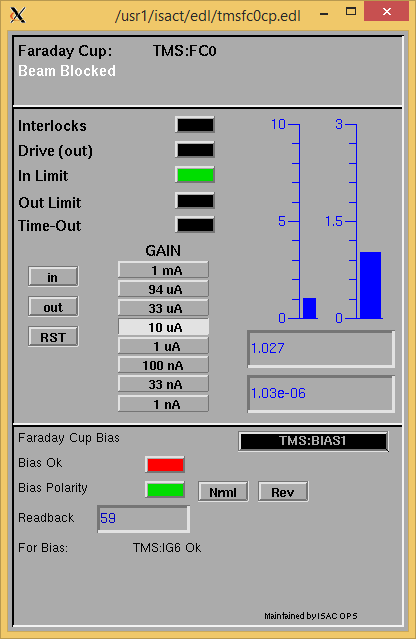 /usr1/isact/edl/tmsfc0cp.edl
Faraday Cup: TMS:FC0
Beam Blocked
Interlocks
Drive (out)
In Limit
Out Limit
Time-Out
10 3
5 1.5
0 0
GAIN
1 mA
94 uA
33 uA
10 uA
1 uA
100 nA
33 nA
1 nA
in
out
RST
1.027
1.03e-06
Faraday Cup Bias TMS:BIAS1
Bias Ok
Bias Polarity Nrml Rev
Readback 59
For Bias: TMS:IG6 Ok
Maintained by ISAC OPS